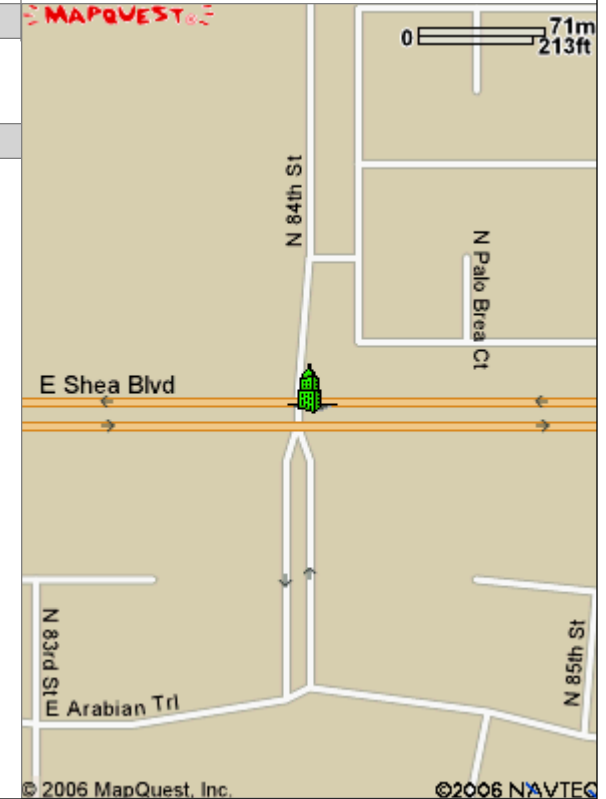 MAPQUEST
71m
0
213ft
N 84th St
N Palo Brea Ct
E Shea Blvd
N 83rd St
N 85th St
E Arabian Trl
© 2006 MapQuest, Inc.
©2006 NAVTEQ